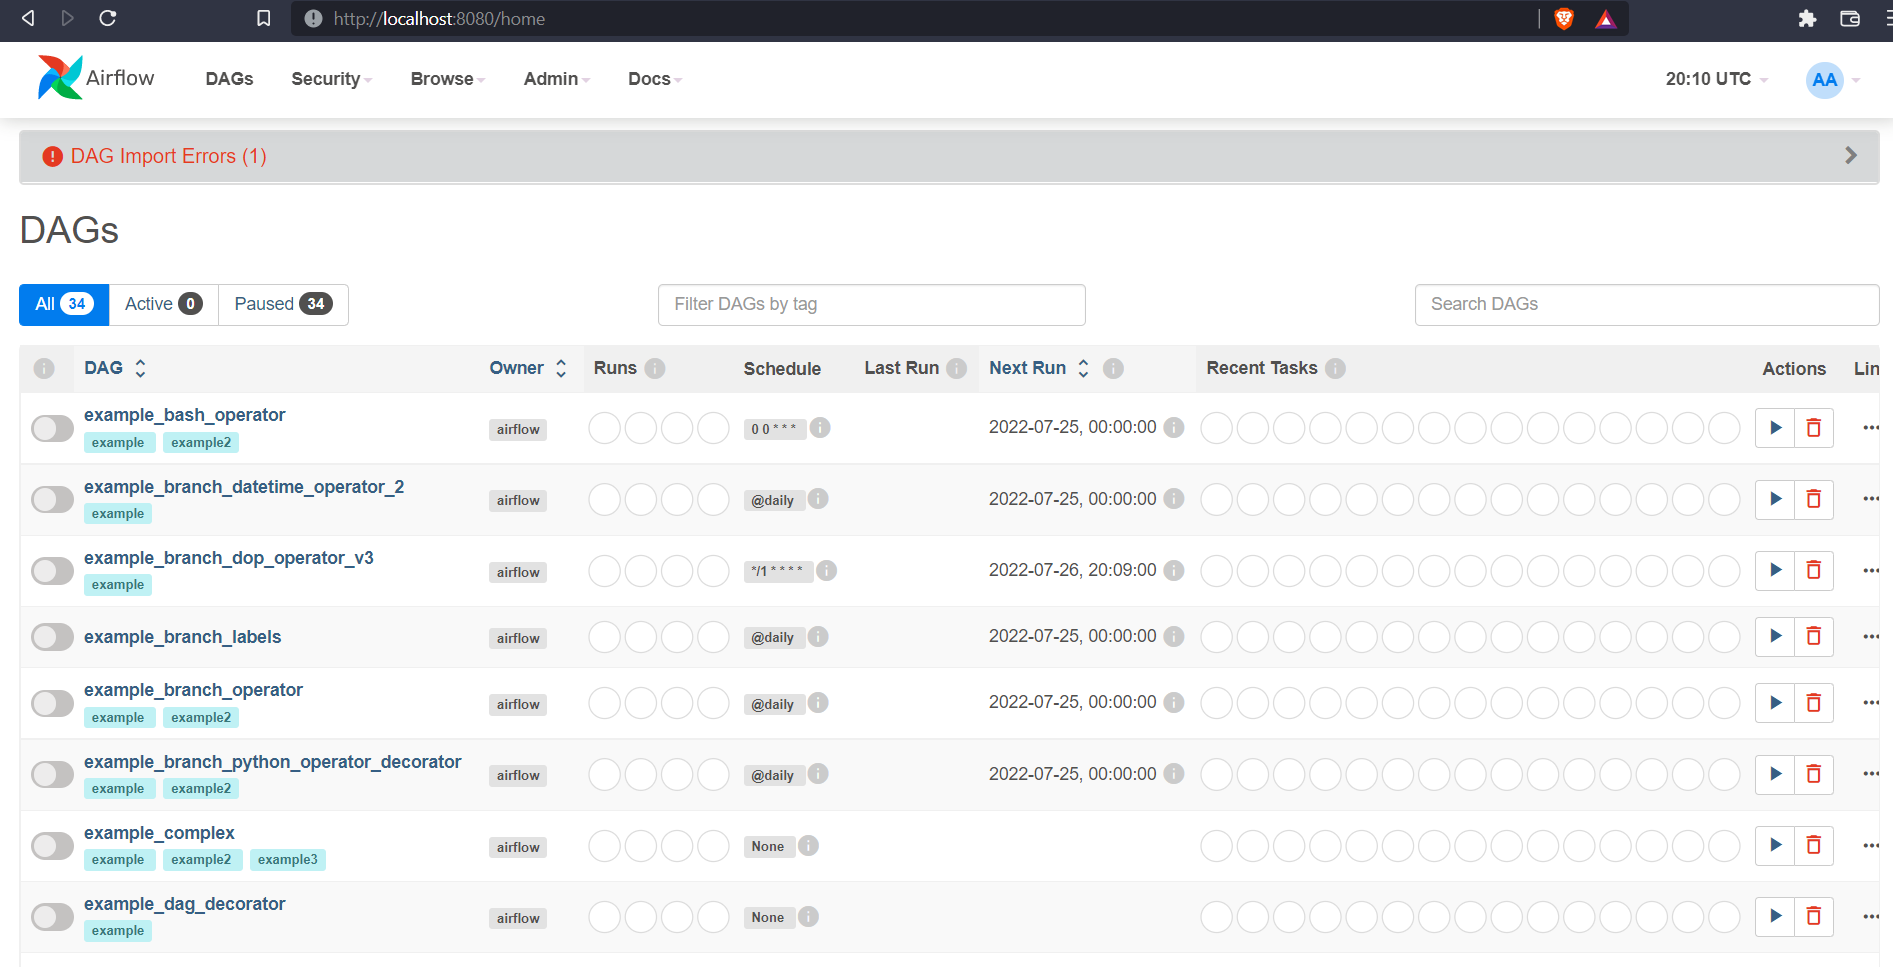 http://localhost:8080/home
Airflow DAGs Security Browse Admin Docs 20:10 UTC AA
DAG Import Errors (1)
DAGs
All 34 Active 0 Paused 34 Filter DAGs by tag Search DAGs
DAG Owner Runs Schedule Last Run Next Run Recent Tasks Actions Lin
example_bash_operator
airflow 0 0 * * * 2022-07-25, 00:00:00
example example2
example_branch_datetime_operator_2
airflow @daily 2022-07-25, 00:00:00
example
example_branch_dop_operator_v3
airflow */1 * * * * 2022-07-26, 20:09:00
example
example_branch_labels airflow @daily 2022-07-25, 00:00:00
example_branch_operator
airflow @daily 2022-07-25, 00:00:00
example example2
example_branch_python_operator_decorator
airflow @daily 2022-07-25, 00:00:00
example example2
example_complex
airflow None
example example2 example3
example_dag_decorator
airflow None
example